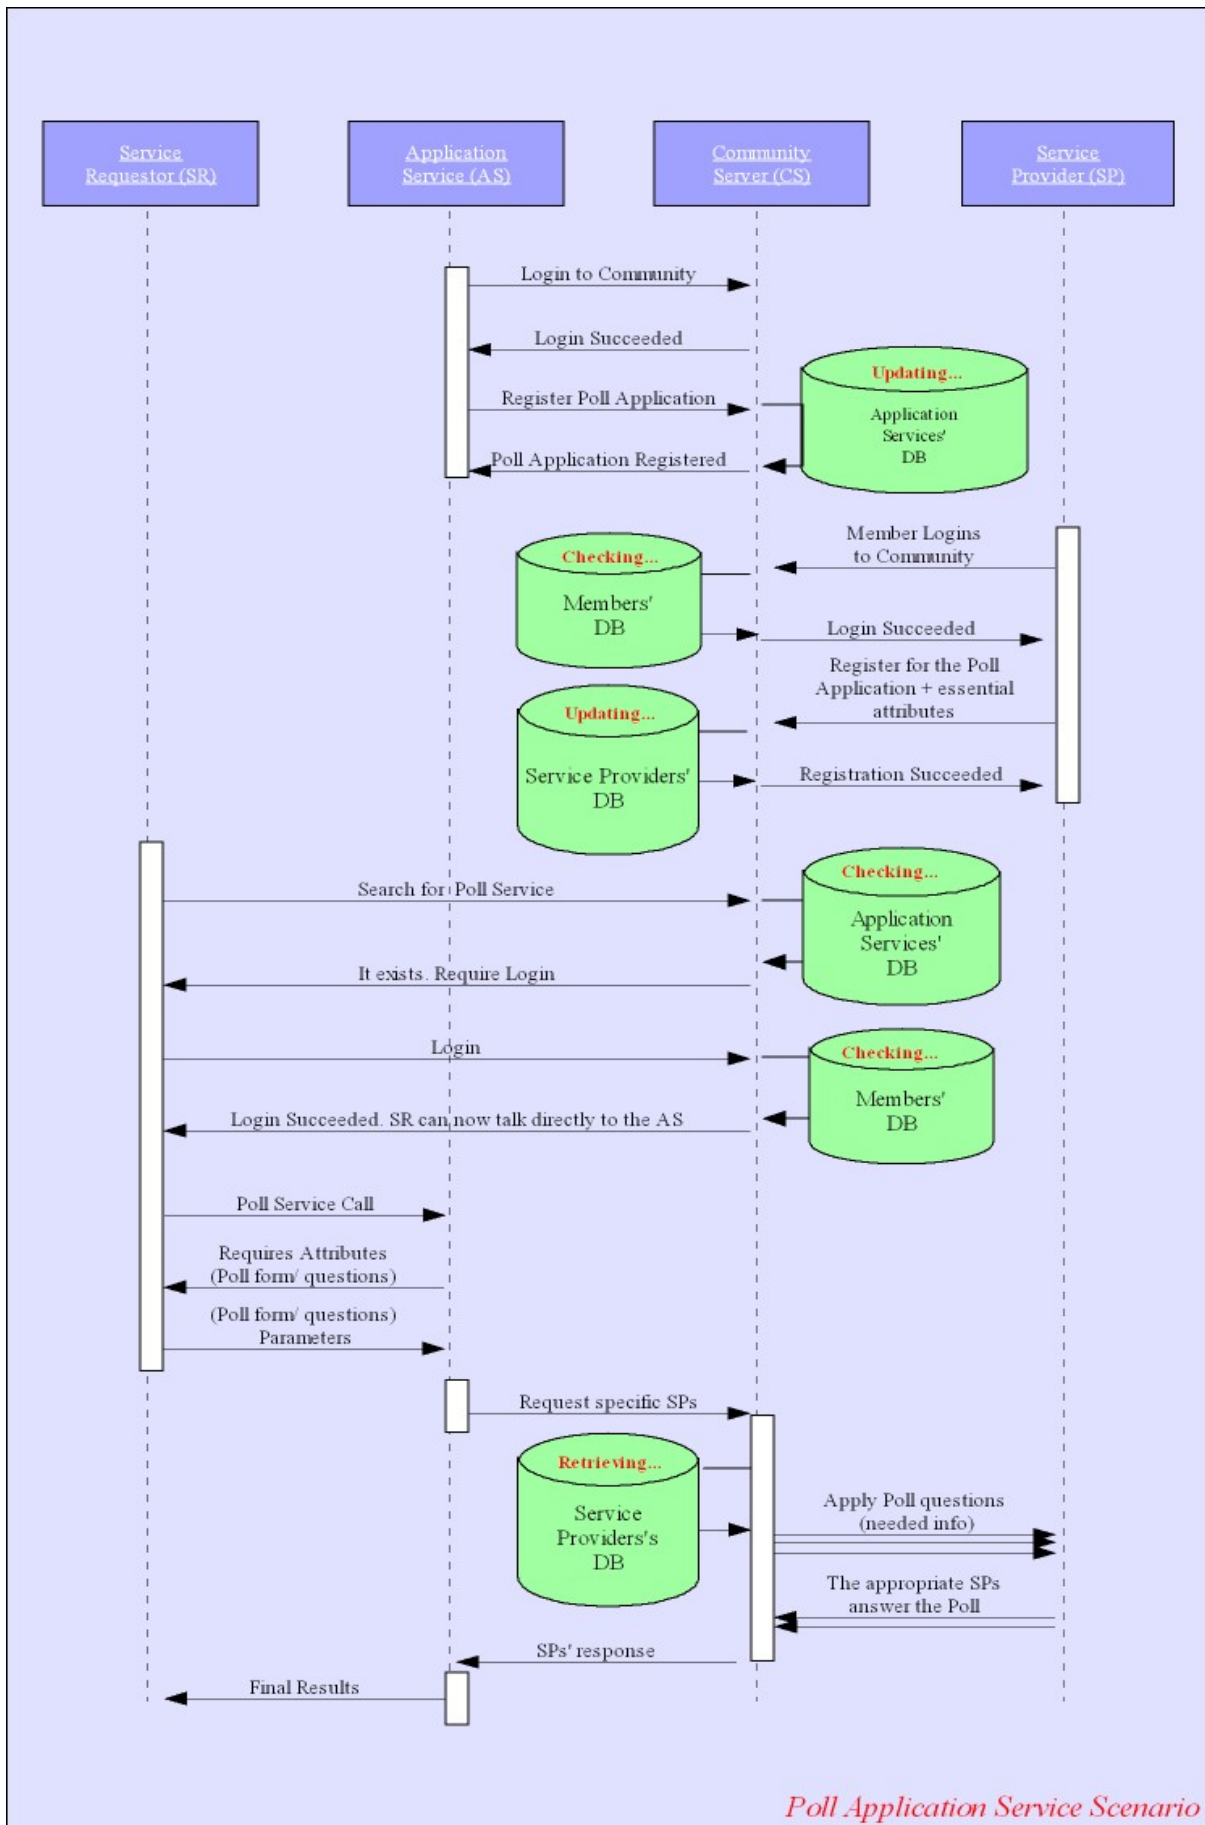 Service
Requestor (SR)
Application
Service (AS)
Community
Server (CS)
Service
Provider (SP)
Login to Community
Login Succeeded
Updating...
Application
Services'
DB
Register Poll Application
Poll Application Registered
Member Logins
to Community
Checking...
Members'
DB
Login Succeeded
Register for the Poll
Application + essential
attributes
Updating...
Service Providers'
DB
Registration Succeeded
Search for Poll Service
Checking...
Application
Services'
DB
It exists. Require Login
Login
Checking...
Members'
DB
Login Succeeded. SR can now talk directly to the AS
Poll Service Call
Requires Attributes
(Poll form/ questions)
(Poll form/ questions)
Parameters
Request specific SPs
Retrieving...
Service
Providers's
DB
Apply Poll questions
(needed info)
The appropriate SPs
answer the Poll
SPs' response
Final Results
Poll Application Service Scenario